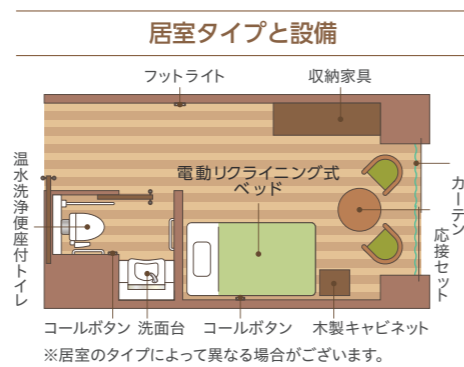 居室タイプと設備
フットライト
収納家具
温水洗浄便座付トイレ
電動リクライニング式
ベッド
カーテン
応接セット
コールボタン
洗面台
コールボタン
木製キャビネット
※居室のタイプによって異なる場合がございます。